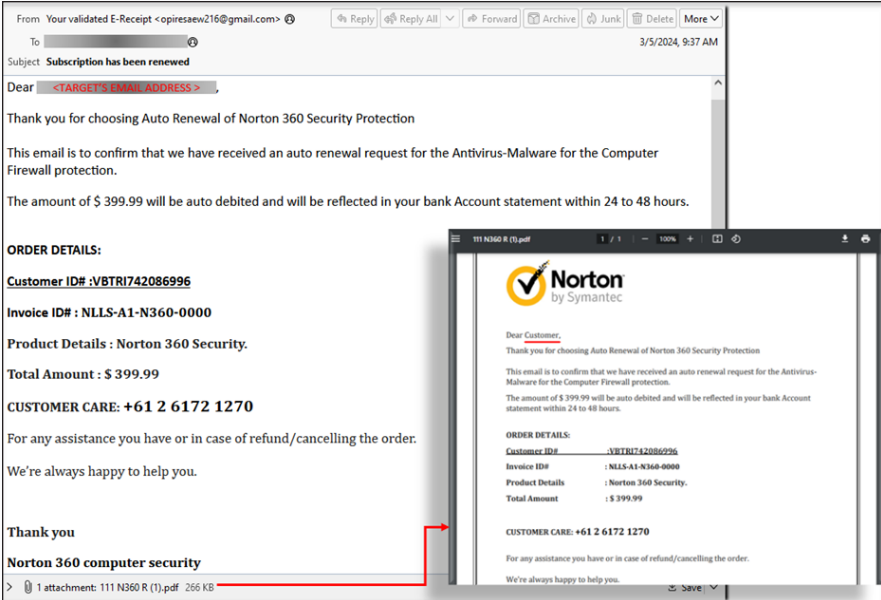 From Your validated E-Receipt <opiresaew216@gmail.com>
Reply Reply All Forward Archive Junk Delete More
To
3/5/2024, 9:37 AM
Subject Subscription has been renewed
Dear <TARGET'S EMAIL ADDRESS > ,
Thank you for choosing Auto Renewal of Norton 360 Security Protection
This email is to confirm that we have received an auto renewal request for the Antivirus-Malware for the Computer
Firewall protection.
The amount of $ 399.99 will be auto debited and will be reflected in your bank Account statement within 24 to 48 hours.
ORDER DETAILS:
Customer ID# :VBTRI742086996
Invoice ID# : NLLS-A1-N360-0000
Product Details : Norton 360 Security.
Total Amount : $ 399.99
CUSTOMER CARE: +61 2 6172 1270
For any assistance you have or in case of refund/cancelling the order.
We're always happy to help you.
Thank you
Norton 360 computer security
1 attachment: 111 N360 R (1).pdf 266 KB
Save
111 N360 R (1).pdf
1 / 1
100%
Norton
by Symantec
Dear Customer,
Thank you for choosing Auto Renewal of Norton 360 Security Protection
This email is to confirm that we have received an auto renewal request for the Antivirus-
Malware for the Computer Firewall protection.
The amount of $ 399.99 will be auto debited and will be reflected in your bank Account
statement within 24 to 48 hours.
ORDER DETAILS:
Customer ID# :VBTRI742086996
Invoice ID# : NLLS-A1-N360-0000
Product Details : Norton 360 Security.
Total Amount : $ 399.99
CUSTOMER CARE: +61 2 6172 1270
For any assistance you have or in case of refund/cancelling the order.
We're always happy to help you.